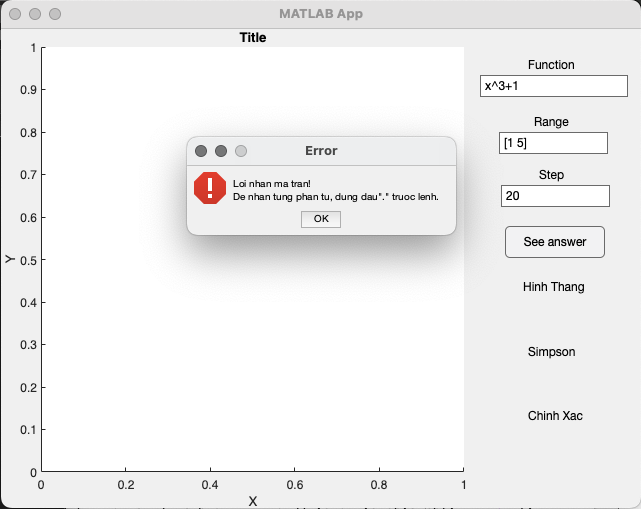 MATLAB App
Title
1
0.9
0.8
0.7
0.6
0.5
0.4
0.3
0.2
0.1
0
Y
0
0.2
0.4
0.6
0.8
1
X
Error
Loi nhan ma tran!
De nhan tung phan tu, dung dau"." truoc lenh.
OK
Function
x^3+1
Range
[1 5]
Step
20
See answer
Hinh Thang
Simpson
Chinh Xac